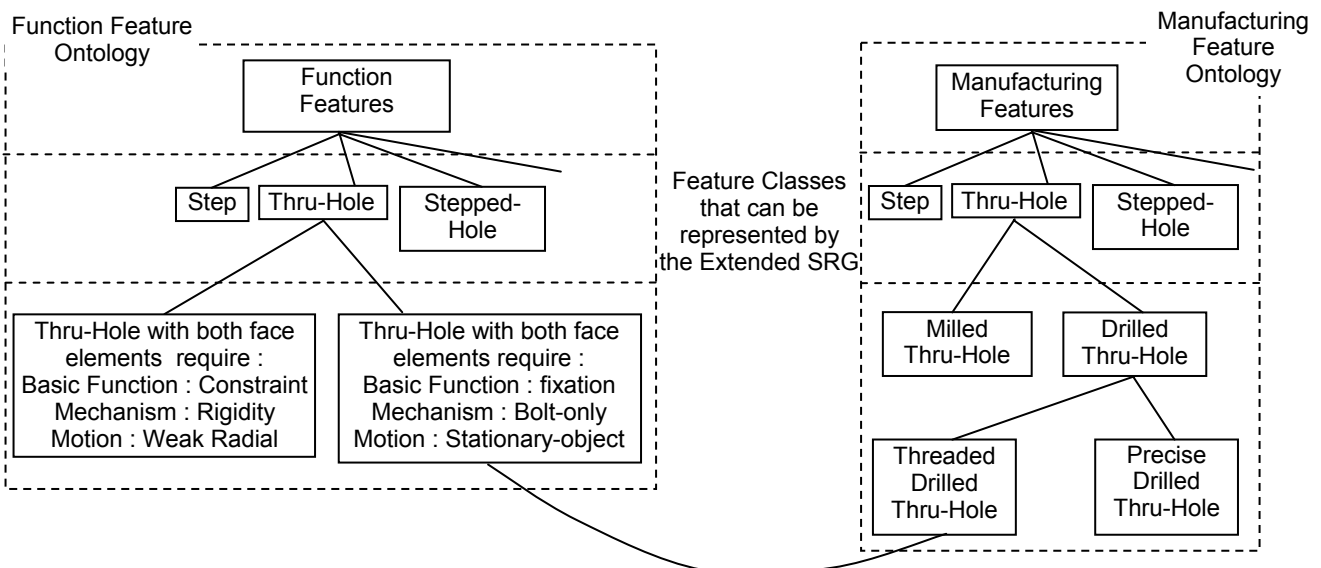 Function Feature
Ontology
Function
Features
Step
Thru-Hole
Stepped-
Hole
Thru-Hole with both face
elements require :
Basic Function : Constraint
Mechanism : Rigidity
Motion : Weak Radial
Thru-Hole with both face
elements require :
Basic Function : fixation
Mechanism : Bolt-only
Motion : Stationary-object
Feature Classes
that can be
represented by
the Extended SRG
Manufacturing
Feature
Ontology
Manufacturing
Features
Step
Thru-Hole
Stepped-
Hole
Milled
Thru-Hole
Drilled
Thru-Hole
Threaded
Drilled
Thru-Hole
Precise
Drilled
Thru-Hole